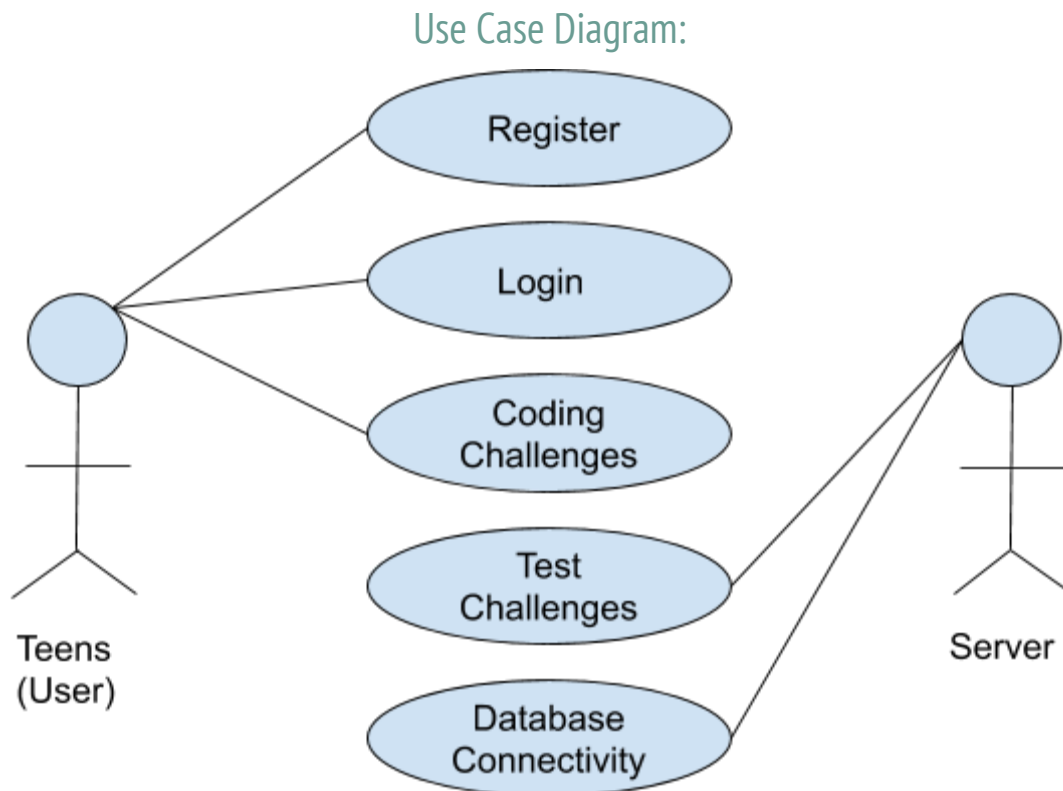 Use Case Diagram:
Register
Login
Coding
Challenges
Test
Challenges
Database
Connectivity
Teens
(User)
Server